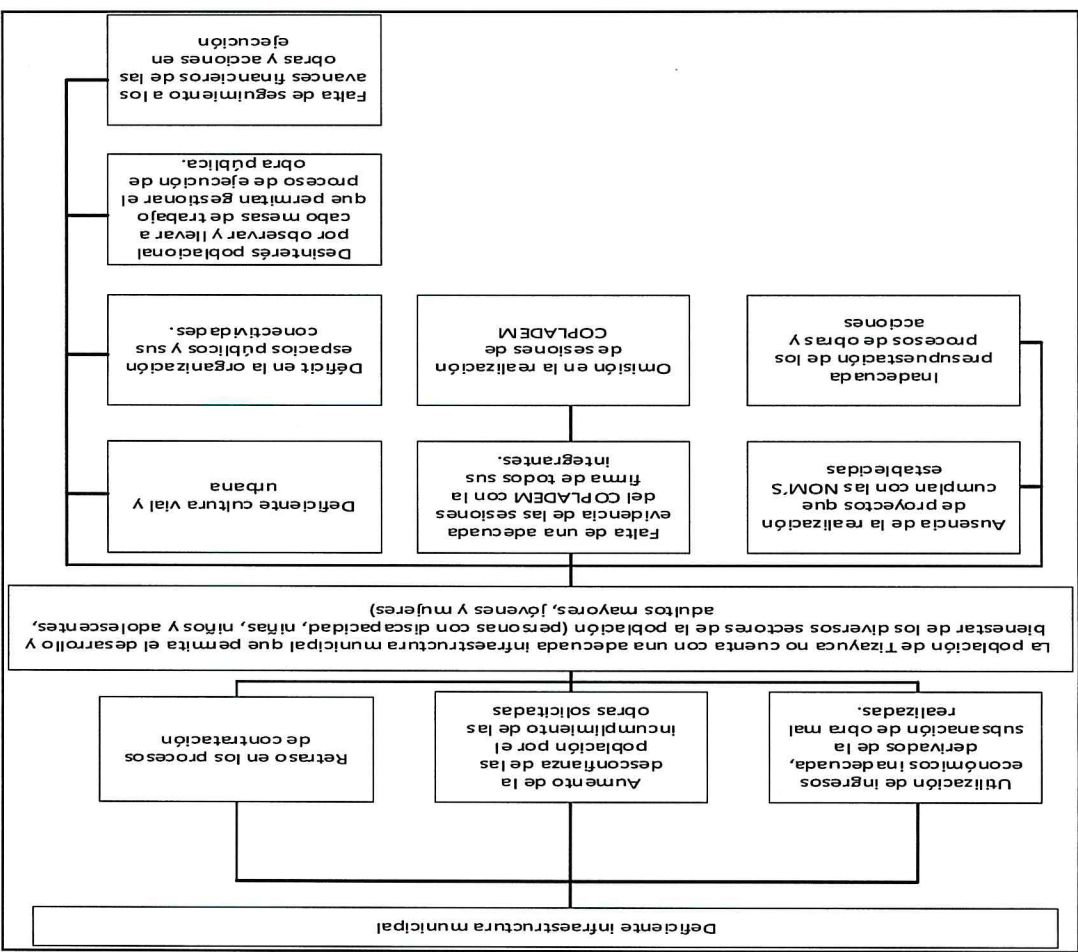 Deficiente infraestructura municipal
Utilización de ingresos
económicos inadecuada,
derivados de la
subsanación de obra mal
realizadas.
Aumento de la
desconfianza de las
población por el
incumplimiento de las
obras solicitadas
Retraso en los procesos
de contratación
La población de Tizayuca no cuenta con una adecuada infraestructura municipal que permita el desarrollo y
bienestar de los diversos sectores de la población (personas con discapacidad, niñas, niños y adolescentes,
adultos mayores, jóvenes y mujeres)
Ausencia de la realización
de proyectos que
cumplan con las NOM'S
establecidas
Falta de una adecuada
evidencia de las sesiones
del COPLADEM con la
firma de todos sus
integrantes.
Deficiente cultura vial y
urbana
Inadecuada
presupuestación de los
procesos de obras y
acciones
Omisión en la realización
de sesiones de
COPLADEM
Déficit en la organización
espacios públicos y sus
conectividades.
Desinterés poblacional
por observar y llevar a
cabo mesas de trabajo
que permitan gestionar el
proceso de ejecución de
obra pública.
Falta de seguimiento a los
avances financieros de las
obras y acciones en
ejecución